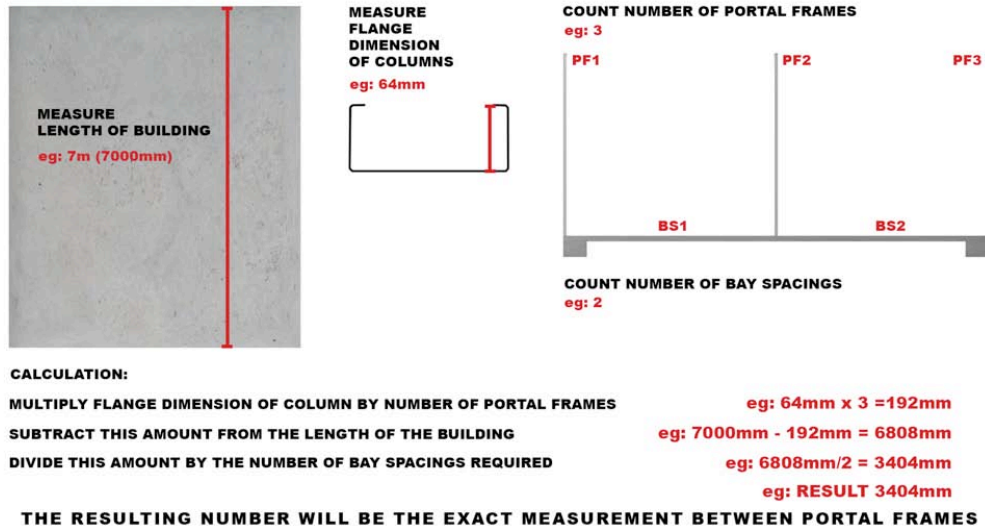 MEASURE
LENGTH OF BUILDING
eg: 7m (7000mm)
MEASURE
FLANGE
DIMENSION
OF COLUMNS
eg: 64mm
COUNT NUMBER OF PORTAL FRAMES
eg: 3
PF1
PF2
PF3
BS1
BS2
COUNT NUMBER OF BAY SPACINGS
eg: 2
CALCULATION:
MULTIPLY FLANGE DIMENSION OF COLUMN BY NUMBER OF PORTAL FRAMES
eg: 64mm x 3 =192mm
SUBTRACT THIS AMOUNT FROM THE LENGTH OF THE BUILDING
eg: 7000mm - 192mm = 6808mm
DIVIDE THIS AMOUNT BY THE NUMBER OF BAY SPACINGS REQUIRED
eg: 6808mm/2 = 3404mm
eg: RESULT 3404mm
THE RESULTING NUMBER WILL BE THE EXACT MEASUREMENT BETWEEN PORTAL FRAMES